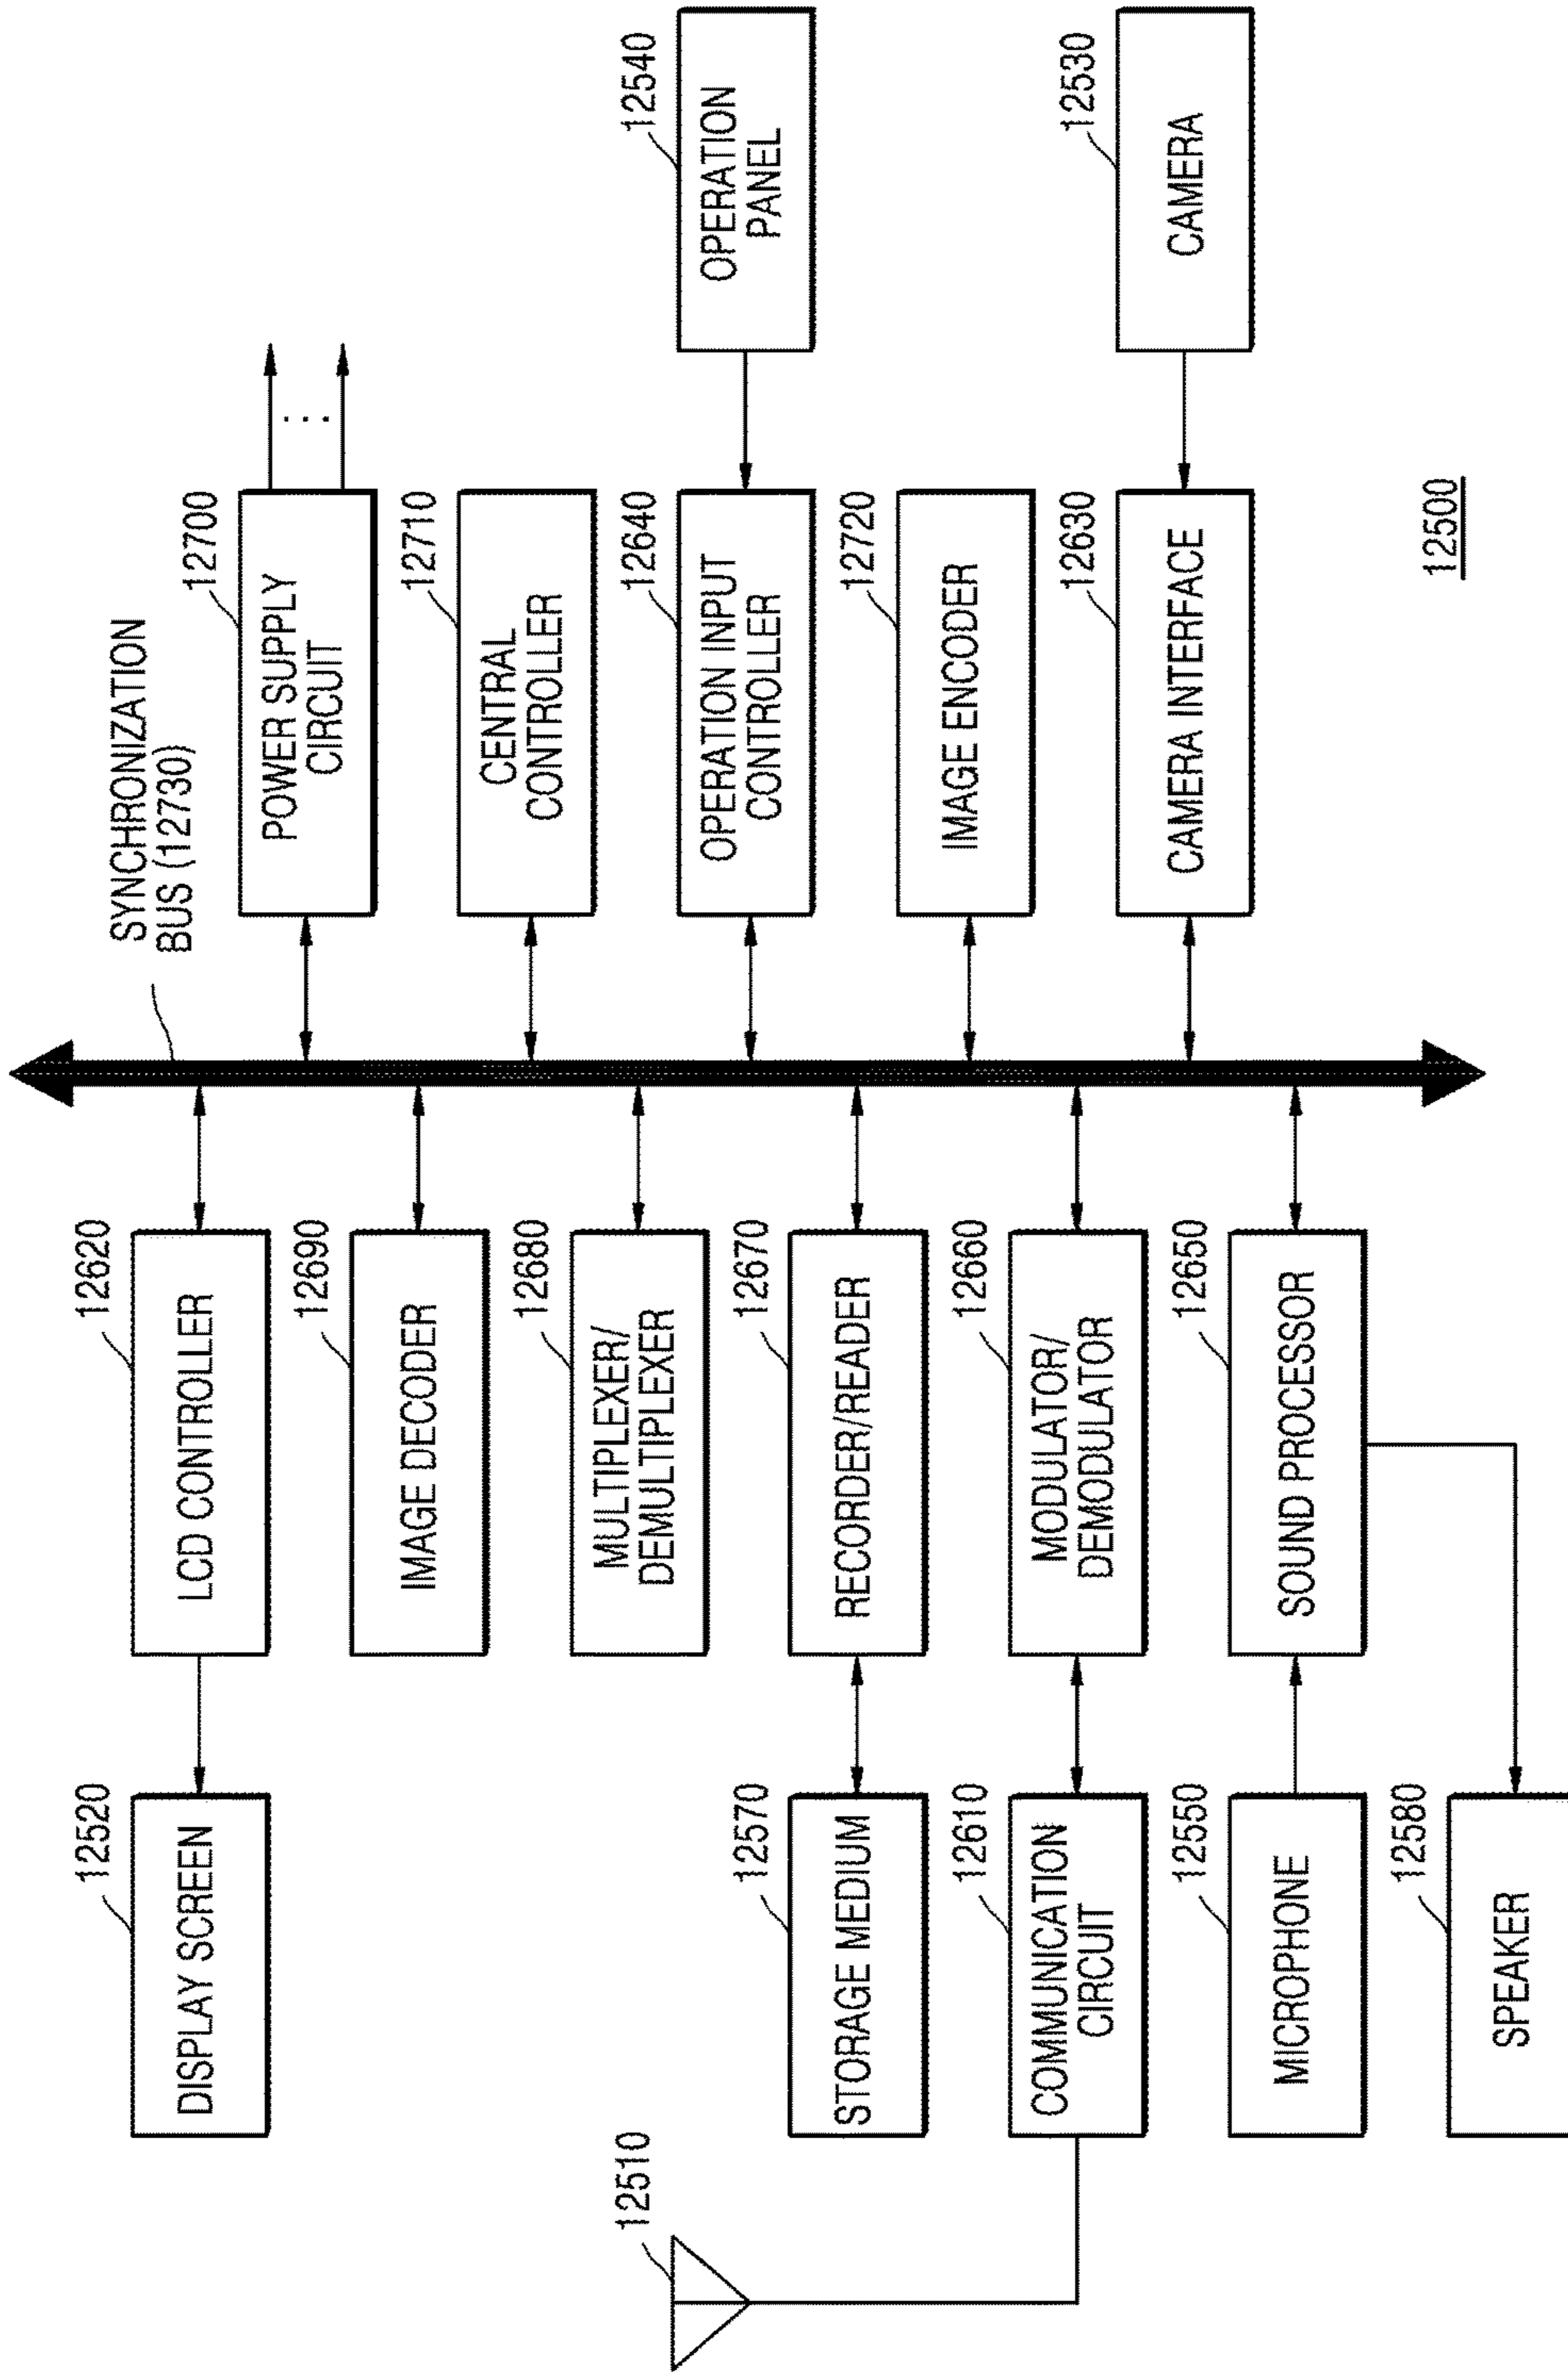 12510
12520
DISPLAY SCREEN
12570
STORAGE MEDIUM
12610
COMMUNICATION
CIRCUIT
12550
MICROPHONE
12580
SPEAKER
12620
LCD CONTROLLER
12690
IMAGE DECODER
12680
MULTIPLEXER/
DEMULTIPLEXER
12670
RECORDER/READER
12660
MODULATOR/
DEMODULATOR
12650
SOUND PROCESSOR
SYNCHRONIZATION
BUS (12730)
12700
POWER SUPPLY
CIRCUIT
...
12710
CENTRAL
CONTROLLER
12640
OPERATION INPUT
CONTROLLER
12720
IMAGE ENCODER
12630
CAMERA INTERFACE
12540
OPERATION
PANEL
12530
CAMERA
12500